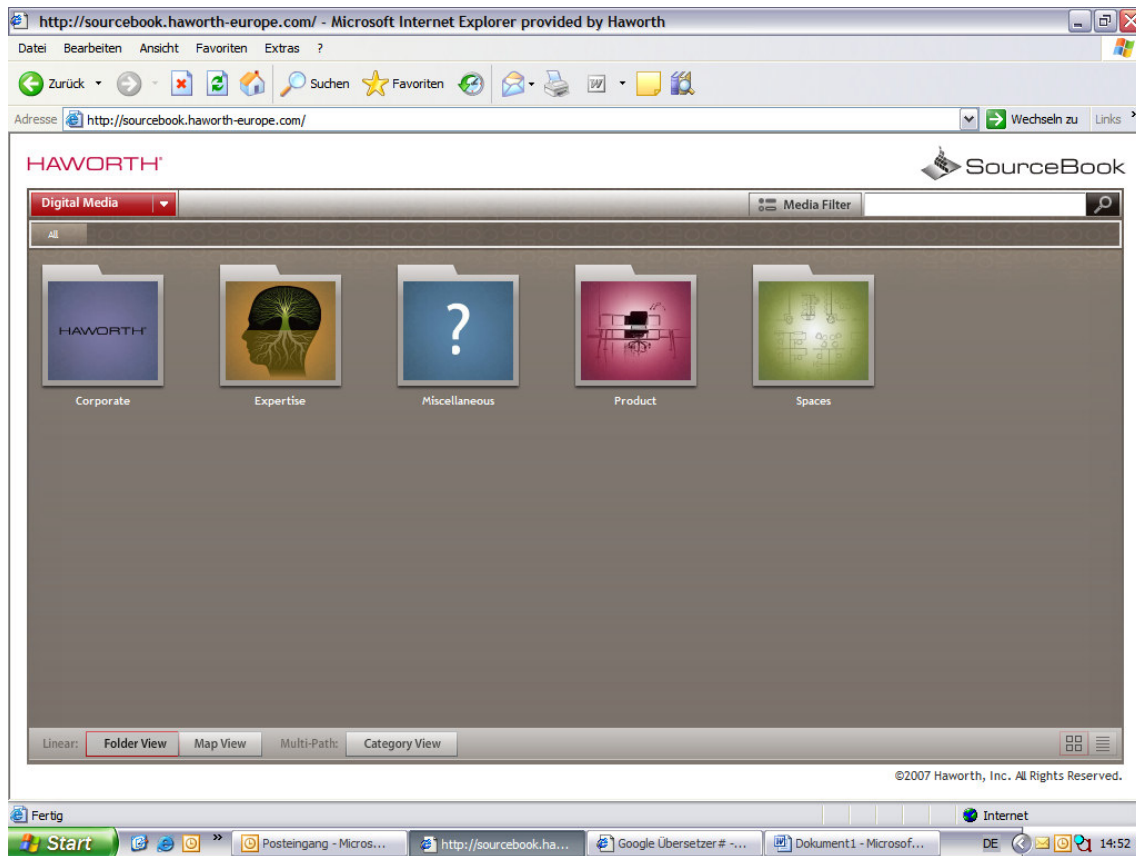 http://sourcebook.haworth-europe.com/ - Microsoft Internet Explorer provided by Haworth
Datei Bearbeiten Ansicht Favoriten Extras ?
Zurück Suchen Favoriten
Adresse http://sourcebook.haworth-europe.com/ Wechseln zu Links »
HAWORTH® SourceBook
Digital Media Media Filter
All
HAWORTH ?
Corporate Expertise Miscellaneous Product Spaces
Linear: Folder View Map View Multi-Path: Category View
©2007 Haworth, Inc. All Rights Reserved.
Fertig Internet
Start » Posteingang - Micros... http://sourcebook.ha... Google Übersetzer # -... Dokument1 - Microsof... DE 14:52